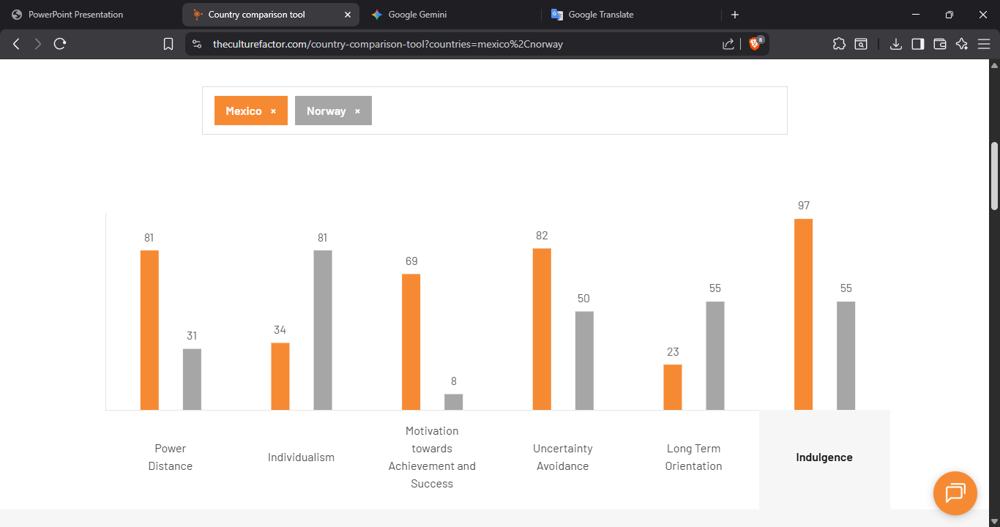 PowerPoint Presentation
Country comparison tool
Google Gemini
Google Translate
theculturefactor.com/country-comparison-tool?countries=mexico%2Cnorway
8
Mexico ×
Norway ×
81
31
34
81
69
8
82
50
23
55
97
55
Power
Distance
Individualism
Motivation
towards
Achievement and
Success
Uncertainty
Avoidance
Long Term
Orientation
Indulgence